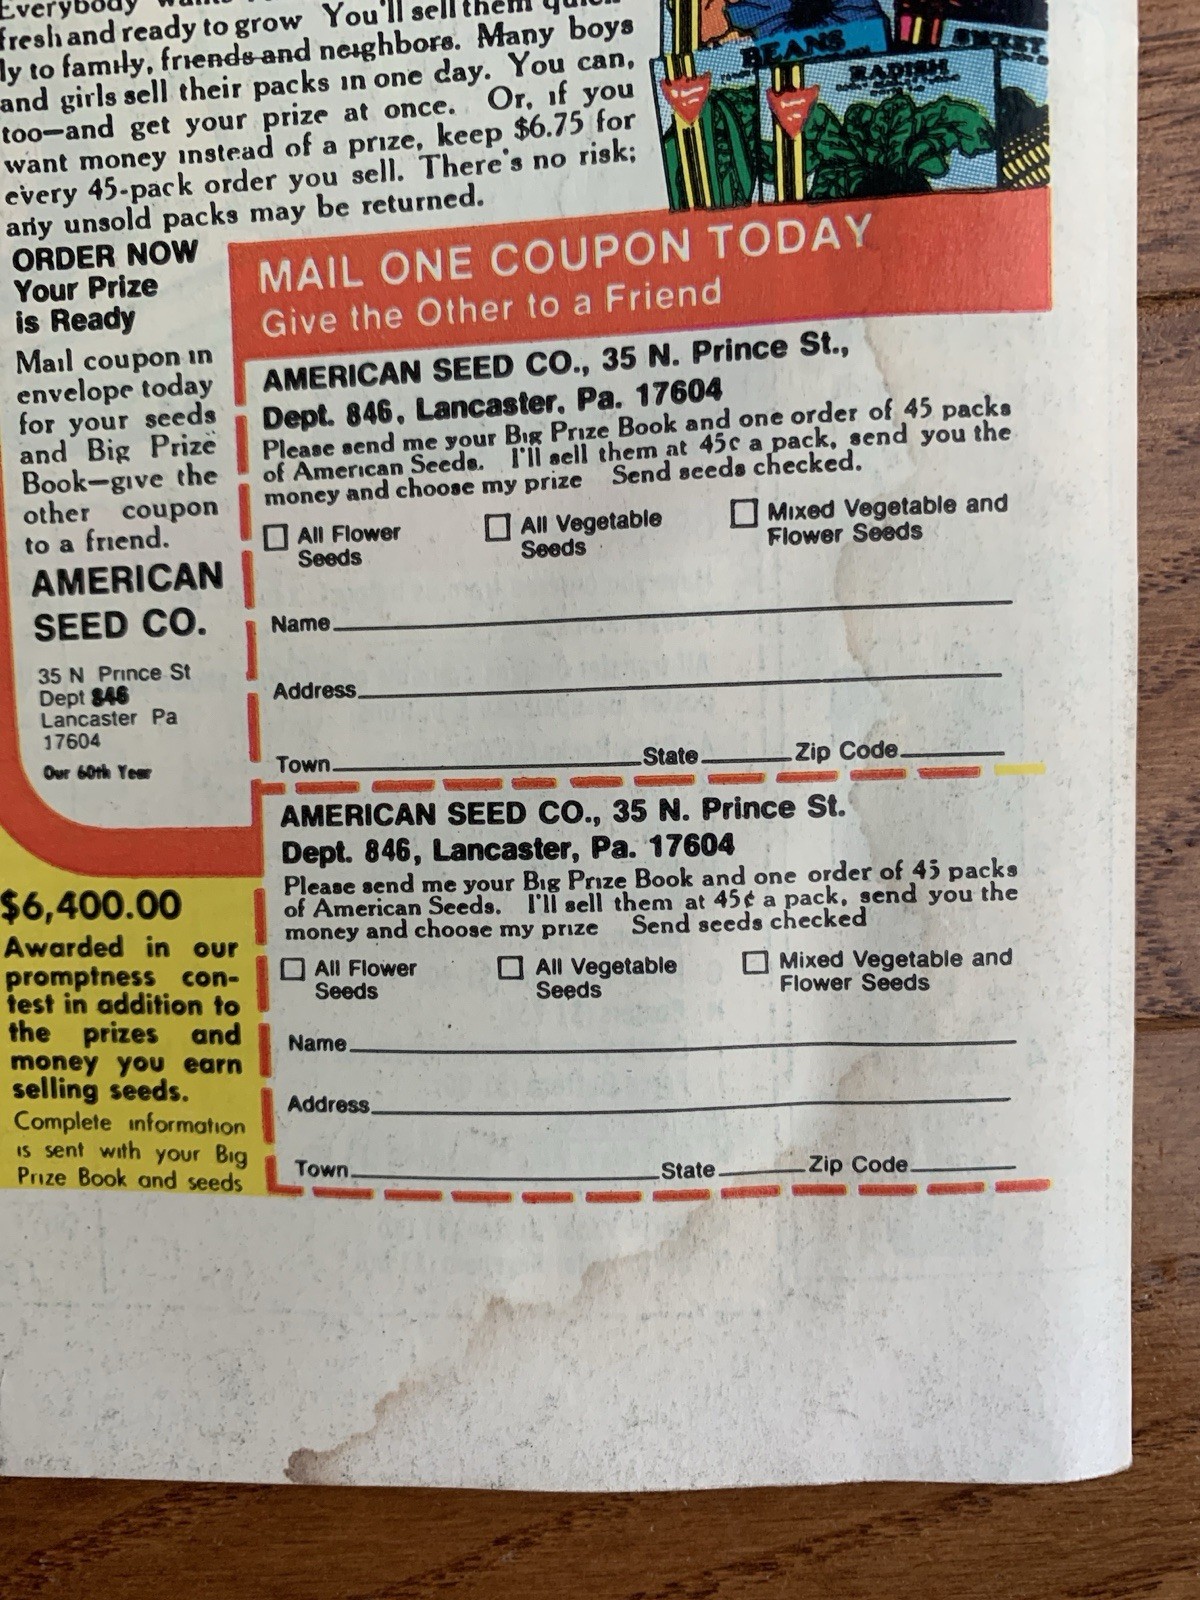 Everybody
fresh and ready to grow You'll sell them quick-
ly to family, friends and neighbors. Many boys
and girls sell their packs in one day. You can,
too—and get your prize at once. Or, if you
want money instead of a prize, keep $6.75 for
every 45-pack order you sell. There's no risk;
any unsold packs may be returned.
BEANS
RADISH
SWEET
ORDER NOW
Your Prize
is Ready
Mail coupon in
envelope today
for your seeds
and Big Prize
Book—give the
other coupon
to a friend.
AMERICAN
SEED CO.
35 N Prince St
Dept 846
Lancaster Pa
17604
Our 60th Year
$6,400.00
Awarded in our
promptness con-
test in addition to
the prizes and
money you earn
selling seeds.
Complete information
is sent with your Big
Prize Book and seeds
MAIL ONE COUPON TODAY
Give the Other to a Friend
AMERICAN SEED CO., 35 N. Prince St.,
Dept. 846, Lancaster, Pa. 17604
Please send me your Big Prize Book and one order of 45 packs
of American Seeds. I'll sell them at 45¢ a pack, send you the
money and choose my prize Send seeds checked.
All Flower Seeds
All Vegetable Seeds
Mixed Vegetable and Flower Seeds
Name
Address
Town State Zip Code
AMERICAN SEED CO., 35 N. Prince St.
Dept. 846, Lancaster, Pa. 17604
Please send me your Big Prize Book and one order of 45 packs
of American Seeds. I'll sell them at 45¢ a pack, send you the
money and choose my prize Send seeds checked
All Flower Seeds
All Vegetable Seeds
Mixed Vegetable and Flower Seeds
Name
Address
Town State Zip Code